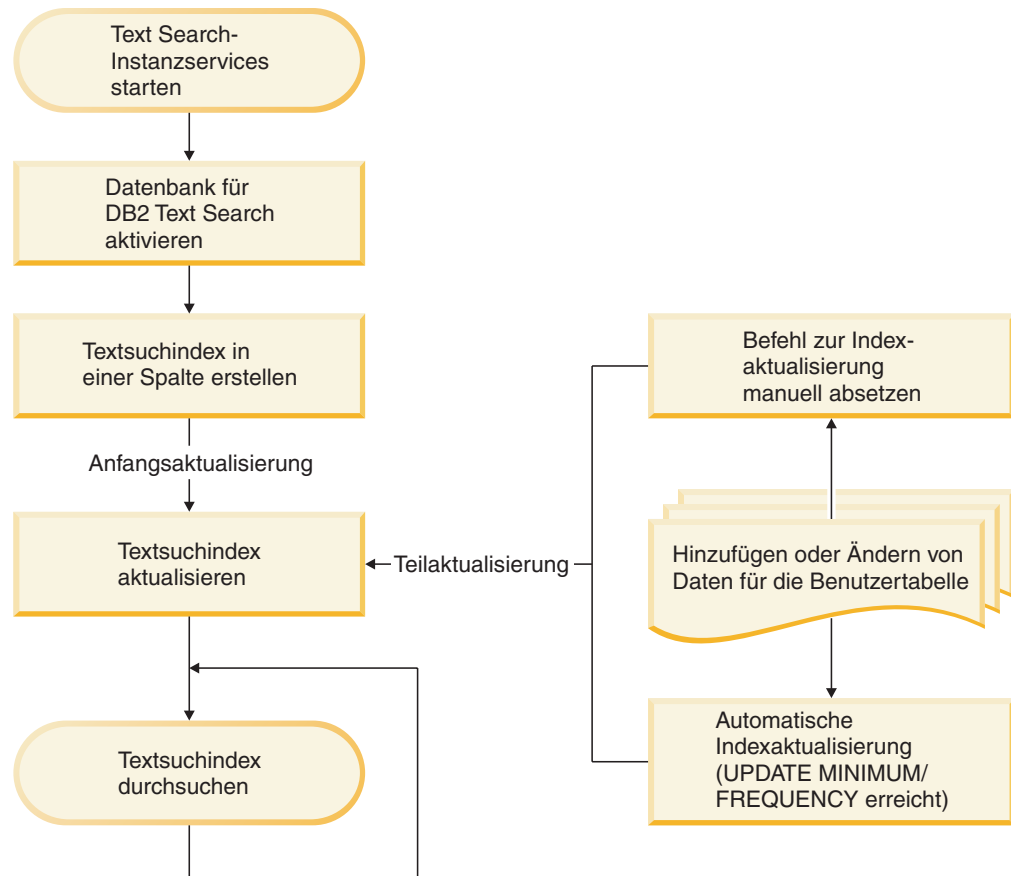 Text Search-
Instanzservices
starten
Datenbank für
DB2 Text Search
aktivieren
Textsuchindex in
einer Spalte erstellen
Anfangsaktualisierung
Textsuchindex
aktualisieren
Textsuchindex
durchsuchen
Teilaktualisierung
Befehl zur Index-
aktualisierung
manuell absetzen
Hinzufügen oder Ändern von
Daten für die Benutzertabelle
Automatische
Indexaktualisierung
(UPDATE MINIMUM/
FREQUENCY erreicht)